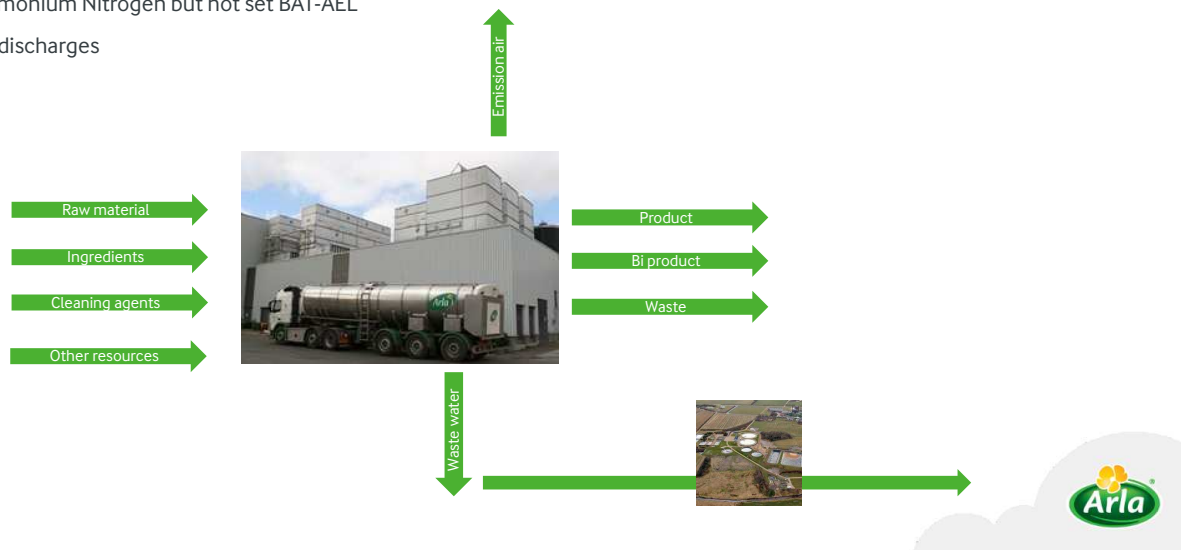 Nitrogen but not set BAT-AEL
discharges
Emission air
Raw material
Ingredients
Cleaning agents
Other resources
Product
Bi product
Waste
Arla
Waste water
Arla